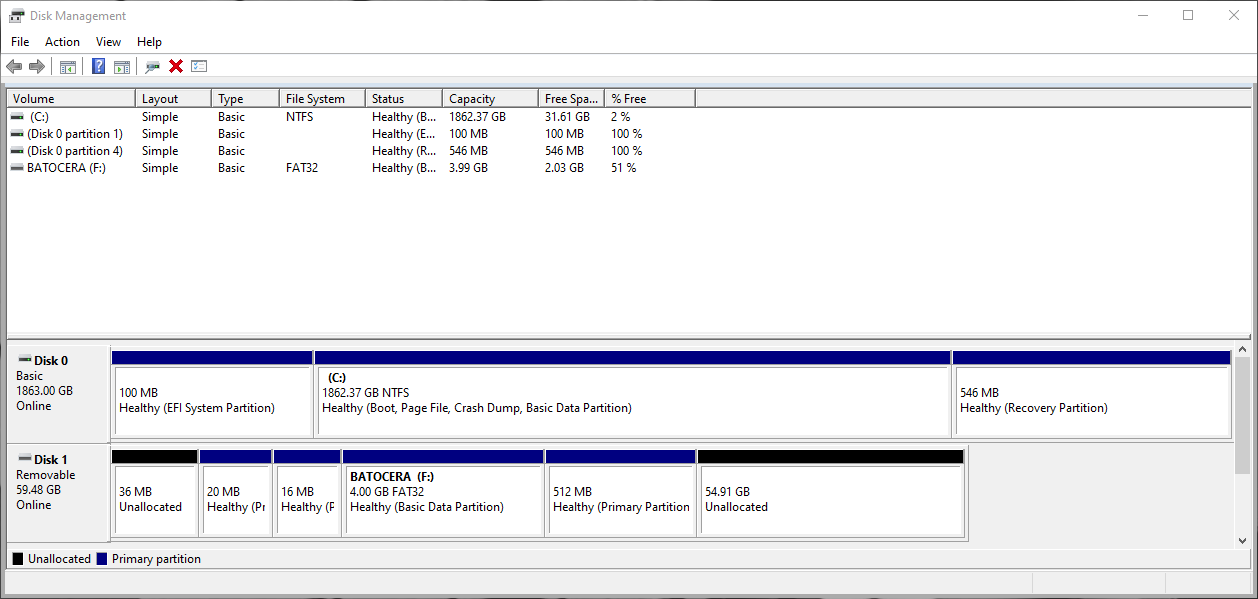 Disk Management
File Action View Help
Volume Layout Type File System Status Capacity Free Spa... % Free
(C:) Simple Basic NTFS Healthy (B... 1862.37 GB 31.61 GB 2 %
(Disk 0 partition 1) Simple Basic Healthy (E... 100 MB 100 MB 100 %
(Disk 0 partition 4) Simple Basic Healthy (R... 546 MB 546 MB 100 %
BATOCERA (F:) Simple Basic FAT32 Healthy (B... 3.99 GB 2.03 GB 51 %
Disk 0
Basic
1863.00 GB
Online
100 MB
Healthy (EFI System Partition)
(C:)
1862.37 GB NTFS
Healthy (Boot, Page File, Crash Dump, Basic Data Partition)
546 MB
Healthy (Recovery Partition)
Disk 1
Removable
59.48 GB
Online
36 MB
Unallocated
20 MB
Healthy (Pr
16 MB
Healthy (P
BATOCERA (F:)
4.00 GB FAT32
Healthy (Basic Data Partition)
512 MB
Healthy (Primary Partition
54.91 GB
Unallocated
Unallocated Primary partition